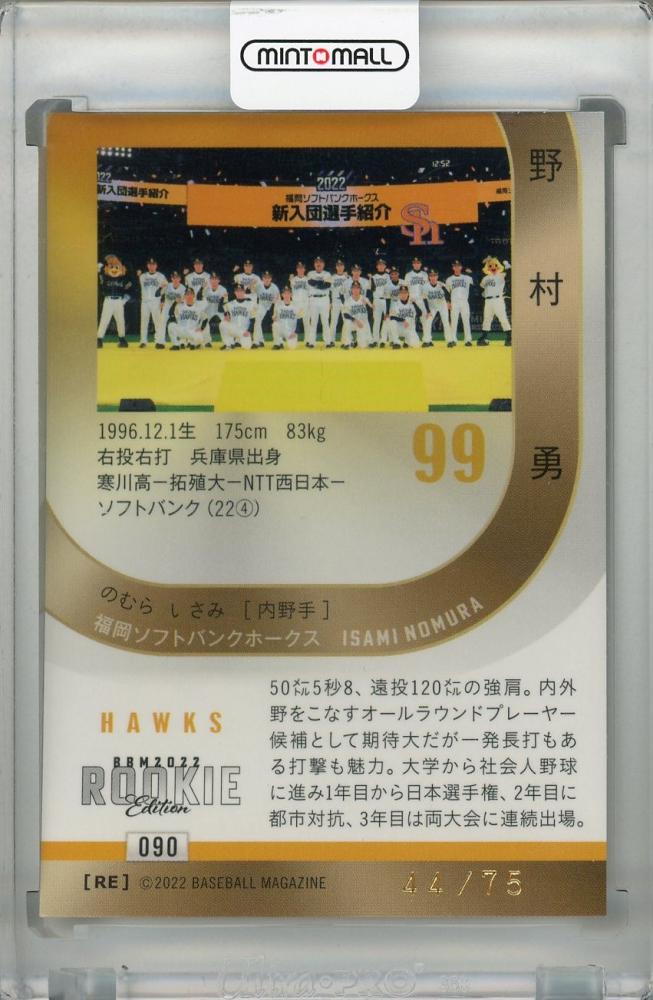 MINTOMALL
野村勇
12:52
2022
福岡ソフトバンクホークス
新入団選手紹介
SH
1996.12.1生 175cm 83kg
右投右打 兵庫県出身
寒川高ー拓殖大ーNTT西日本ー
ソフトバンク (22④)
99
のむら いさみ [内野手]
福岡ソフトバンクホークス ISAMI NOMURA
HAWKS
BBM2022
ROOKIE
Edition
090
50㍍5秒8、遠投120㍍の強肩。内外
野をこなすオールラウンドプレーヤー
候補として期待大だが一発長打もあ
る打撃も魅力。大学から社会人野球
に進み1年目から日本選手権、2年目に
都市対抗、3年目は両大会に連続出場。
[RE] ©2022 BASEBALL MAGAZINE
44/75
Ultra·PRO